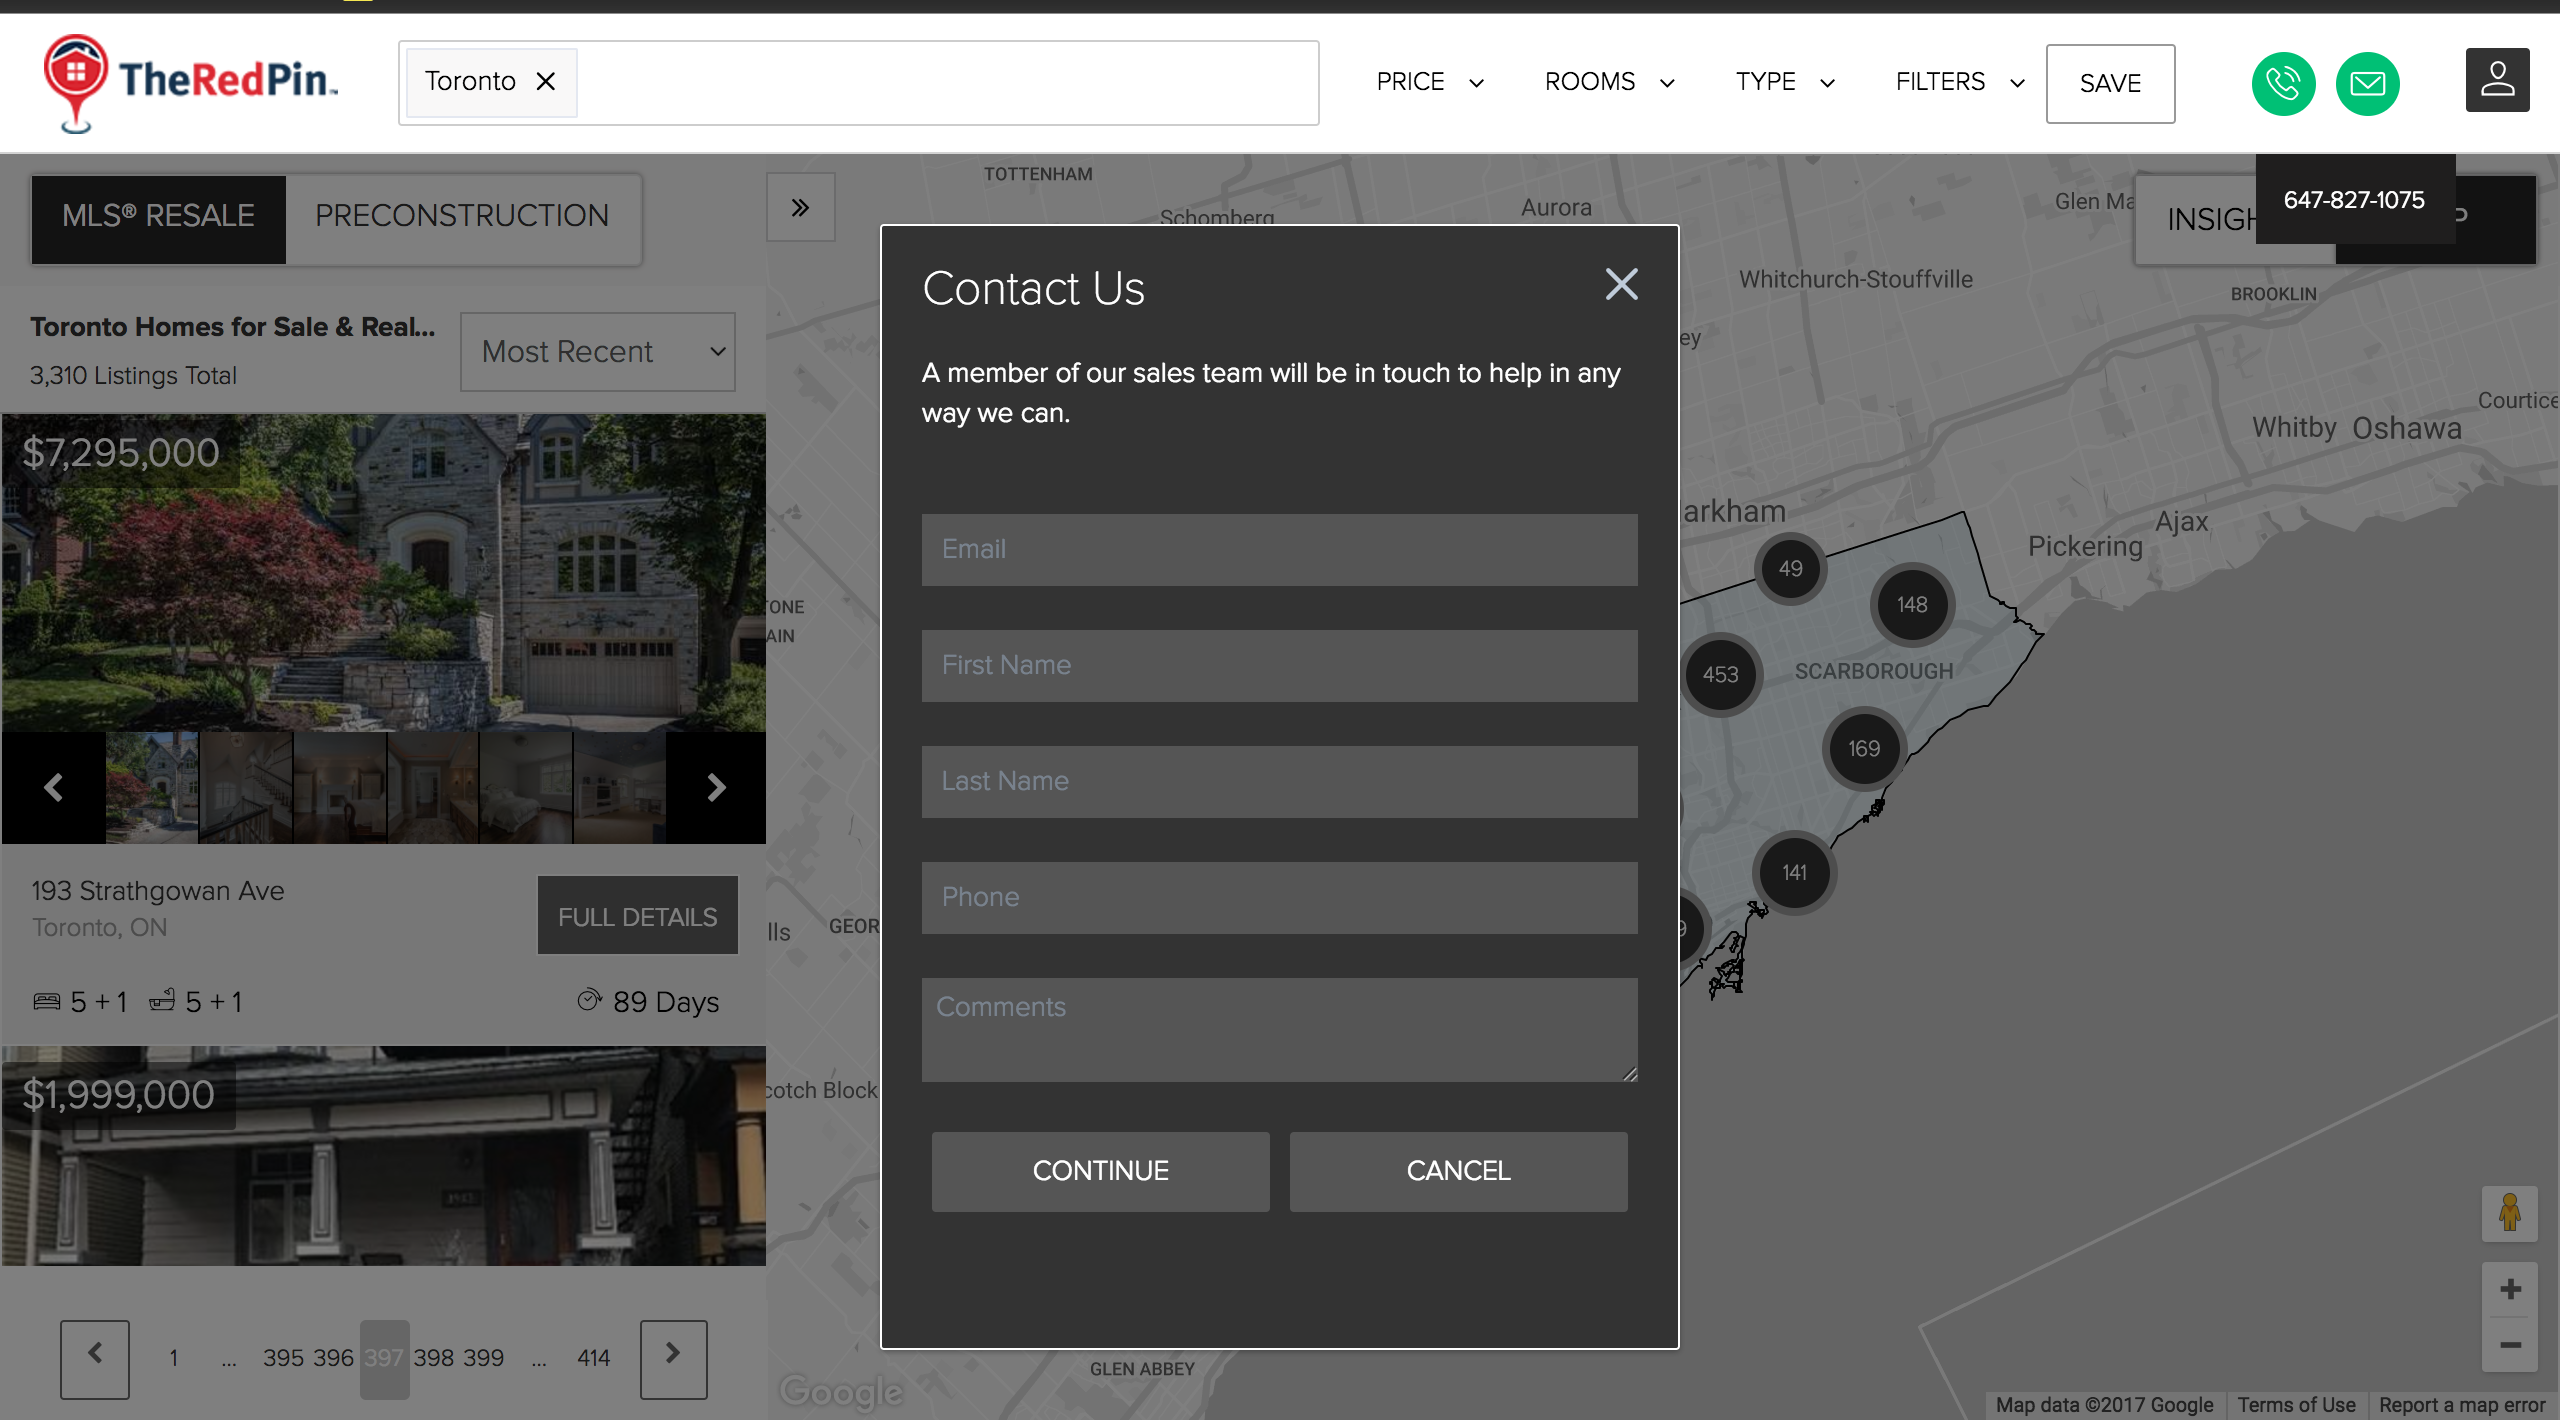 TheRedPin™
Toronto
PRICE
ROOMS
TYPE
FILTERS
SAVE
647-827-1075
MLS® RESALE
PRECONSTRUCTION
Toronto Homes for Sale & Real...
3,310 Listings Total
Most Recent
$7,295,000
193 Strathgowan Ave
Toronto, ON
FULL DETAILS
5 + 1
5 + 1
89 Days
$1,999,000
1
...
395
396
397
398
399
...
414
Contact Us
A member of our sales team will be in touch to help in any
way we can.
Email
First Name
Last Name
Phone
Comments
CONTINUE
CANCEL
TOTTENHAM
Schomberg
Aurora
Whitchurch-Stouffville
BROOKLIN
Courtice
Whitby
Oshawa
arkham
Ajax
Pickering
49
148
453
SCARBOROUGH
169
141
9
Glen Ma
INSIGH
P
ey
TONE
AIN
lls
GEOR
cotch Block
GLEN ABBEY
Google
Map data ©2017 Google
Terms of Use
Report a map error